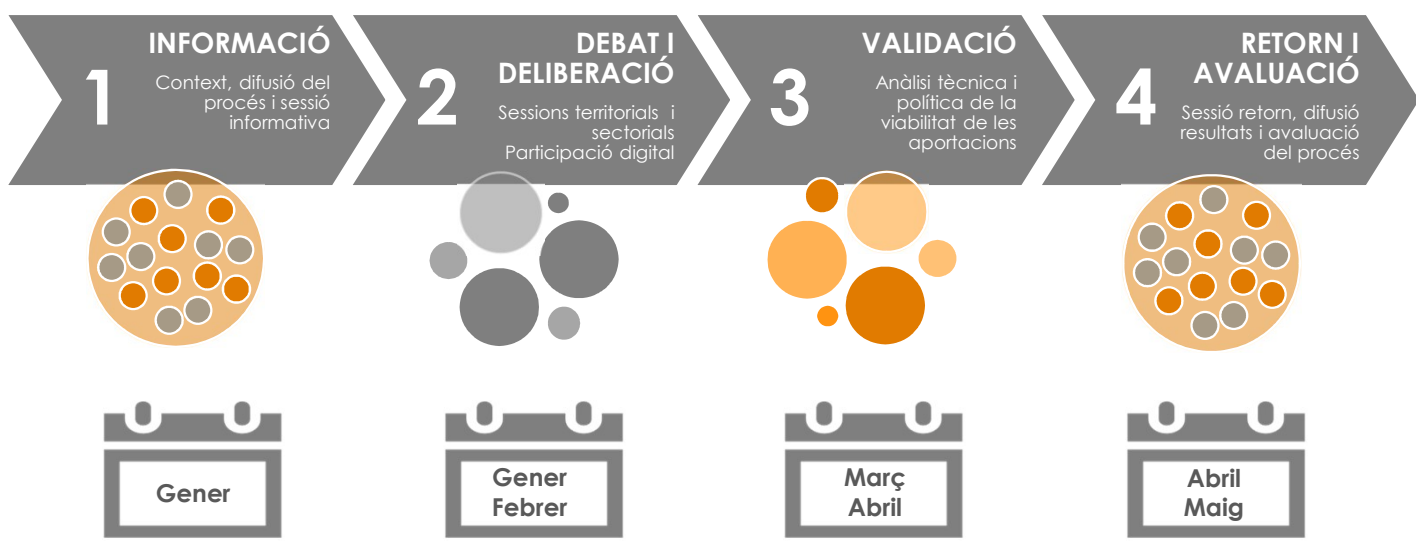 1
INFORMACIÓ
Context, difusió del
procés i sessió
informativa
2
DEBAT I
DELIBERACIÓ
Sessions territorials i
sectorials
Participació digital
3
VALIDACIÓ
Anàlisi tècnica i
política de la
viabilitat de les
aportacions
4
RETORN I
AVALUACIÓ
Sessió retorn, difusió
resultats i avaluació
del procés
Gener
Gener
Febrer
Març
Abril
Abril
Maig